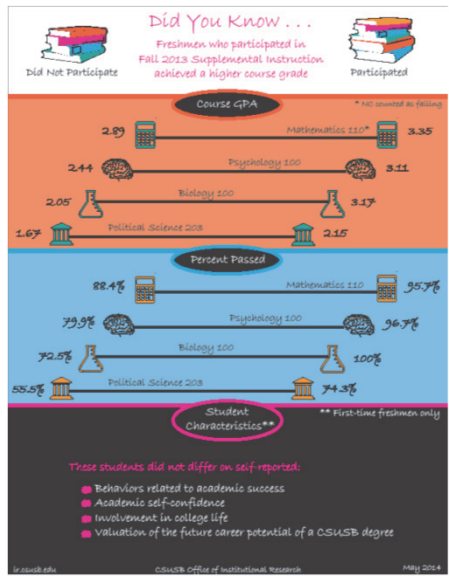 Did You Know . . .
Freshmen who participated in
Fall 2013 Supplemental Instruction
achieved a higher course grade
Did Not Participate
Participated
Course GPA
* NC counted as failing
2.89 Mathematics 110* 3.35
2.44 Psychology 100 3.11
2.05 Biology 100 3.17
1.67 Political Science 203 2.15
Percent Passed
88.4% Mathematics 110 95.7%
79.9% Psychology 100 96.7%
72.5% Biology 100 100%
55.5% Political Science 203 74.3%
Student
Characteristics**
** First-time freshmen only
These students did not differ on self-reported:
Behaviors related to academic success
Academic self-confidence
Involvement in college life
Valuation of the future career potential of a CSUSB degree
ir.csusb.edu
CSUSB Office of Institutional Research
May 2014